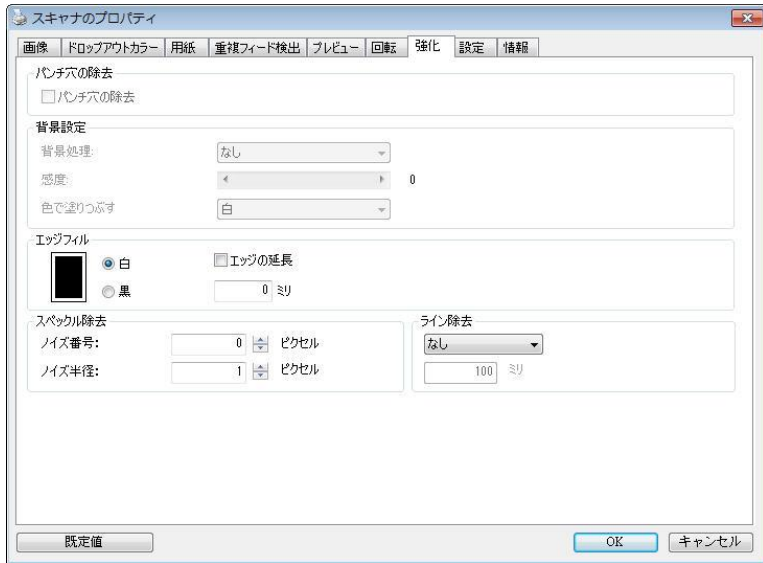 スキャナのプロパティ
画像 ドロップアウトカラー 用紙 重複フィード検出 プレビュー 回転 強化 設定 情報
パンチ穴の除去
パンチ穴の除去
背景設定
背景処理: なし
感度: 0
色で塗りつぶす 白
エッジフィル
白 エッジの延長
黒 0 ミリ
スペックル除去 ライン除去
ノイズ番号: 0 ピクセル なし
ノイズ半径: 1 ピクセル 100 ミリ
既定値 OK キャンセル